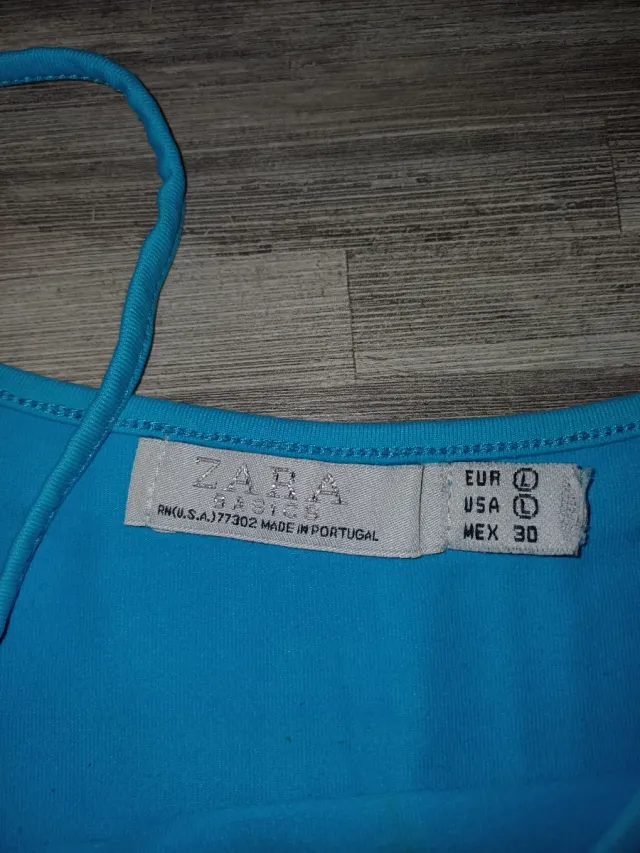 ZARA
BASICS
RN(U.S.A.)77302 MADE IN PORTUGAL
EUR L
USA L
MEX 30